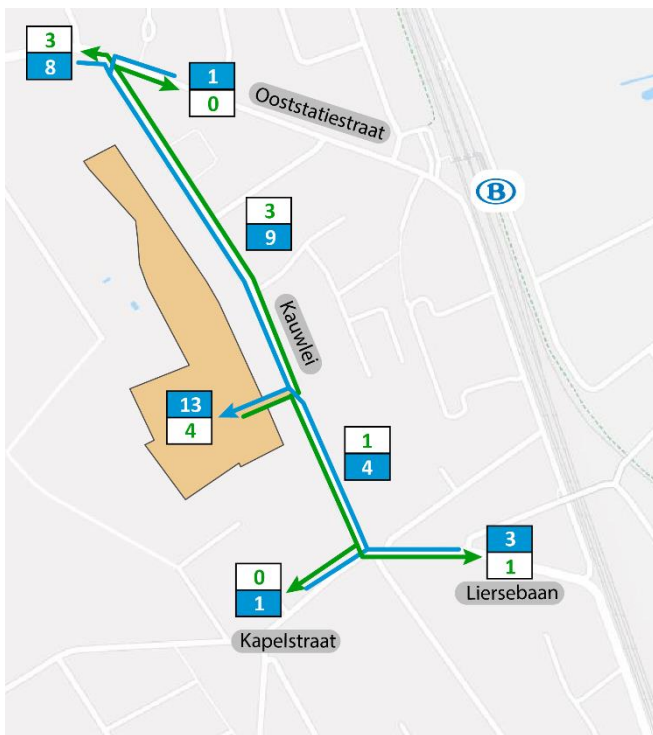 3
8
1
0
Ooststatiestraat
B
3
9
Kauwlei
13
4
1
4
3
1
Liersebaan
0
1
Kapelstraat